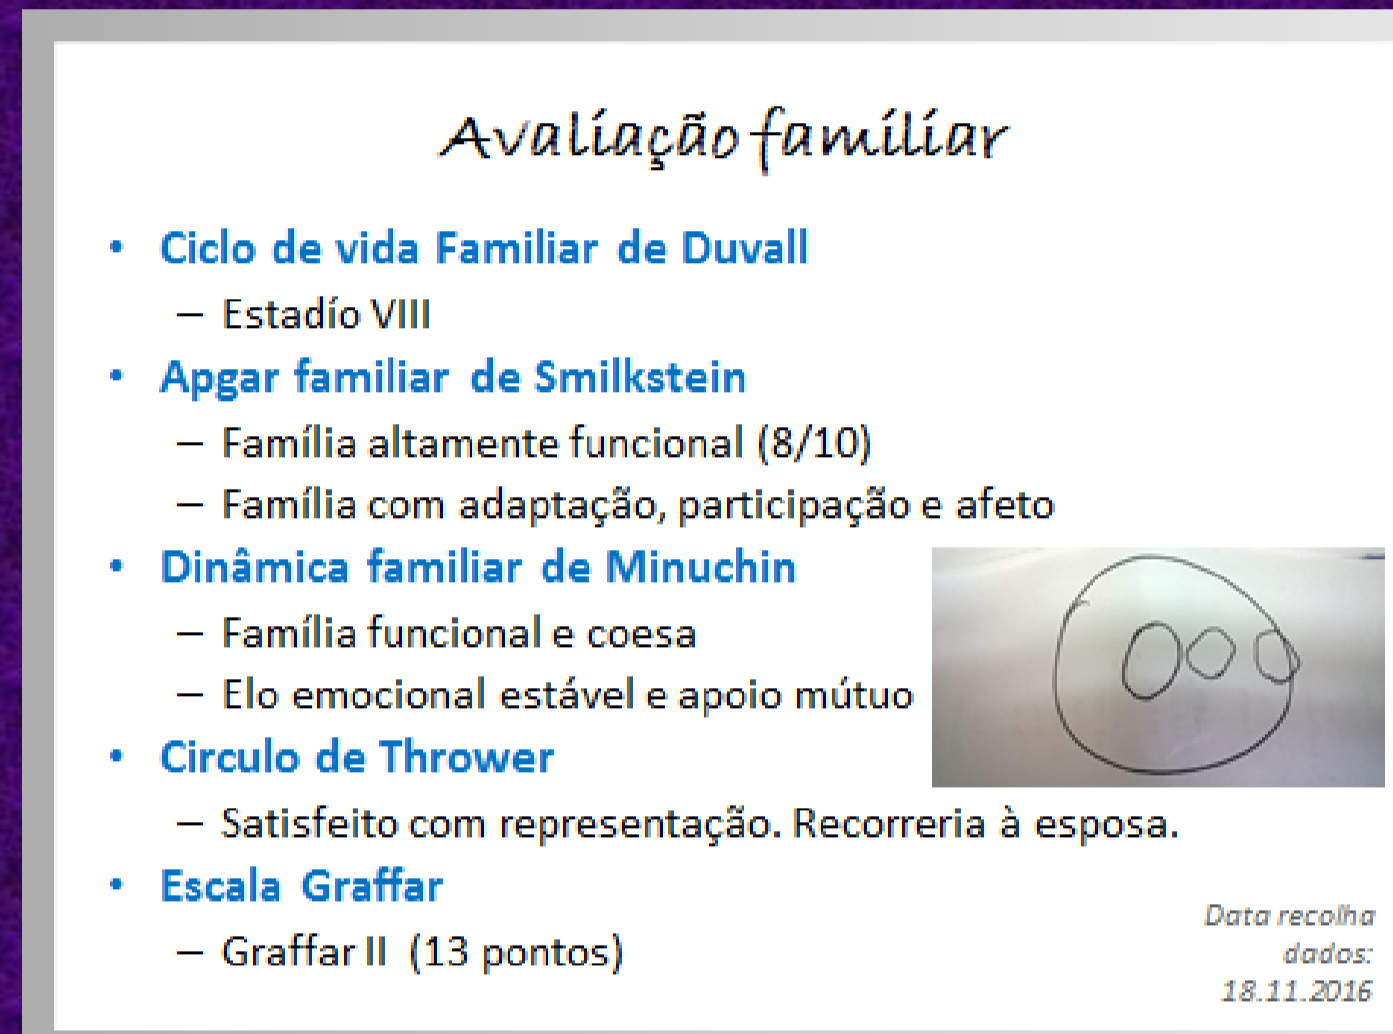 Avaliação familiar
• Ciclo de vida Familiar de Duvall
– Estadío VIII
• Apgar familiar de Smilkstein
– Família altamente funcional (8/10)
– Família com adaptação, participação e afeto
• Dinâmica familiar de Minuchin
– Família funcional e coesa
– Elo emocional estável e apoio mútuo
• Circulo de Thrower
– Satisfeito com representação. Recorreria à esposa.
• Escala Graffar
– Graffar II (13 pontos)
Data recolha
dados:
18.11.2016